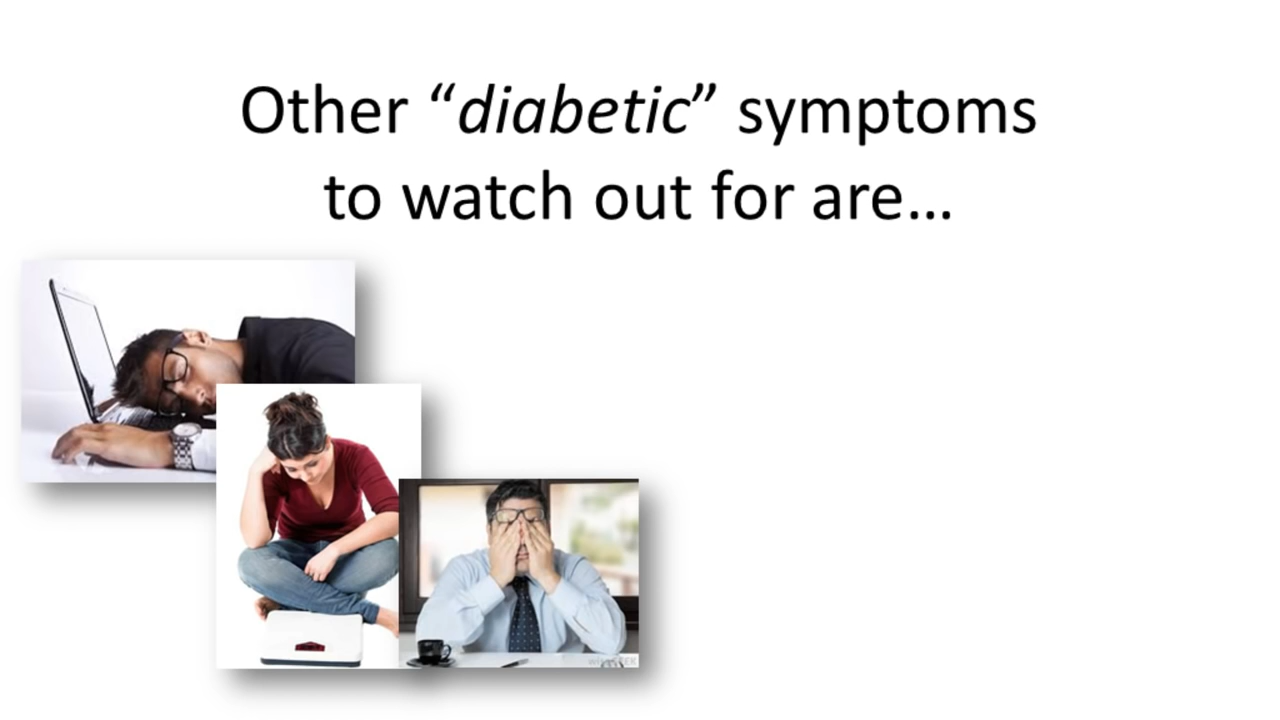 Other “diabetic” symptoms
to watch out for are…